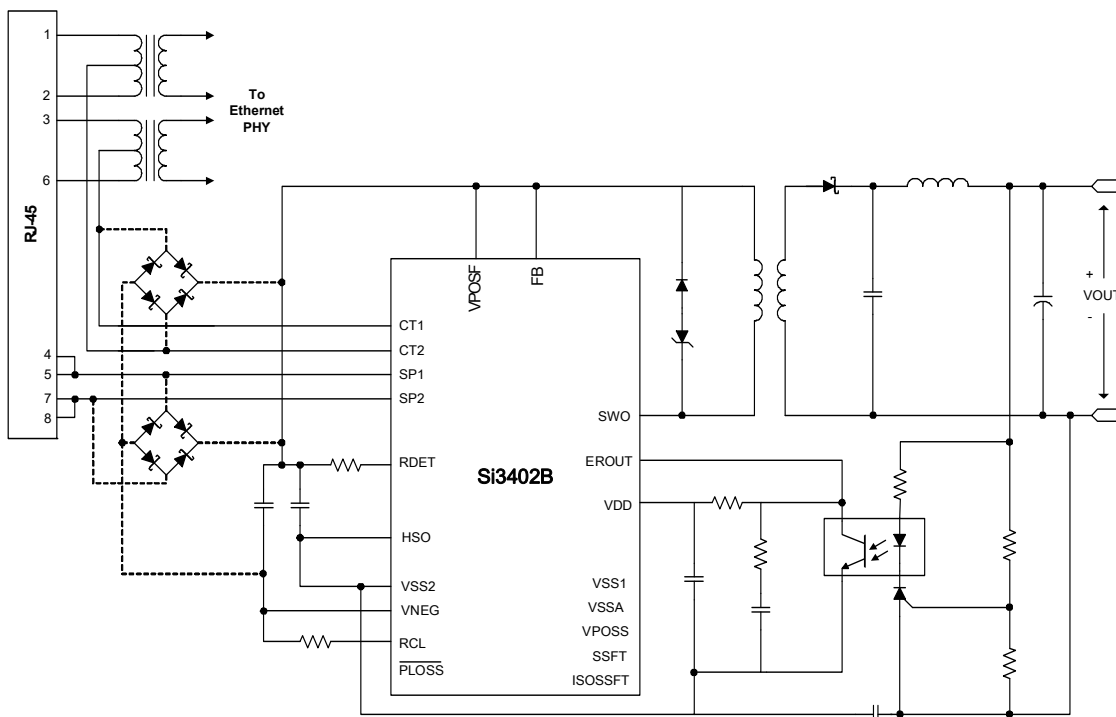 1
2
3
6
RJ-45
4
5
7
8
To
Ethernet
PHY
VPOSF
FB
CT1
CT2
SP1
SP2
RDET
HSO
VSS2
VNEG
RCL
PLOSS
Si3402B
SWO
EROUT
VDD
VSS1
VSSA
VPOSS
SSFT
ISOSSFT
+
VOUT
-